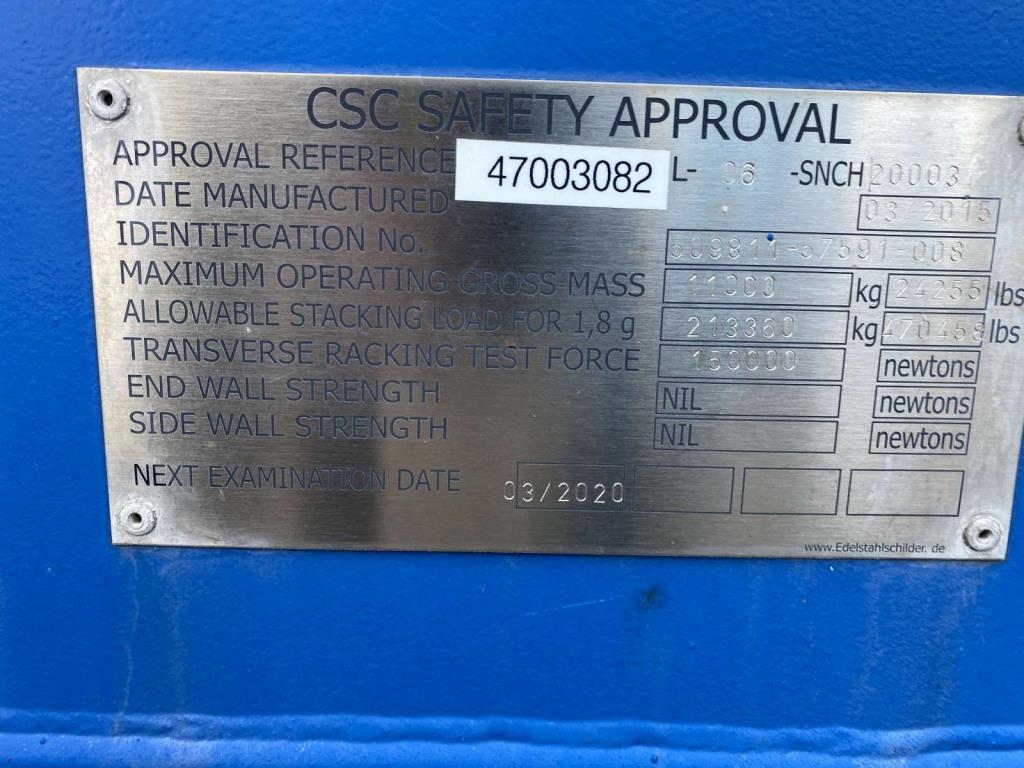 CSC SAFETY APPROVAL
APPROVAL REFERENCE 47003082 L- 06 -SNCH 20003
DATE MANUFACTURED 03 2015
IDENTIFICATION No. 509811-57591-008
MAXIMUM OPERATING GROSS MASS 11000 kg 24255 lbs
ALLOWABLE STACKING LOAD FOR 1,8 g 213360 kg 470458 lbs
TRANSVERSE RACKING TEST FORCE 150000 newtons
END WALL STRENGTH NIL newtons
SIDE WALL STRENGTH NIL newtons
NEXT EXAMINATION DATE 03/2020
www.Edelstahlschilder.de